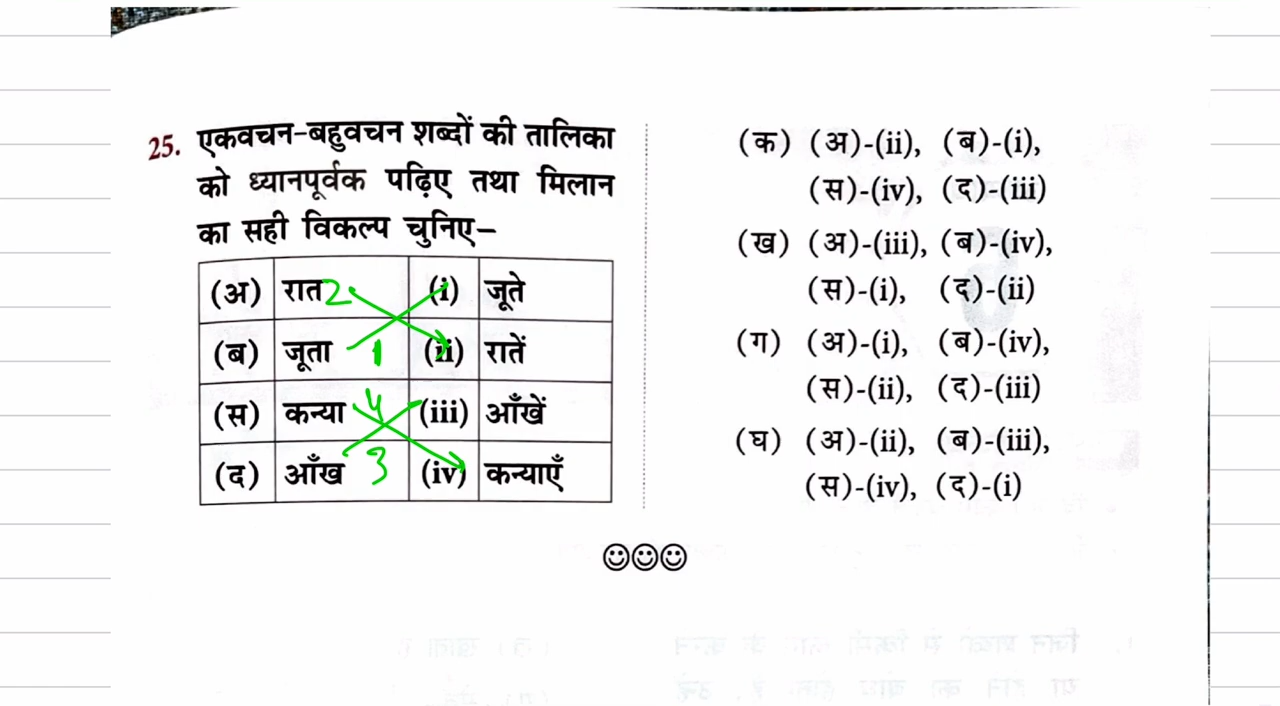 25. एकवचन-बहुवचन शब्दों की तालिका
को ध्यानपूर्वक पढ़िए तथा मिलान
का सही विकल्प चुनिए–
(अ) रात 2 (i) जूते
(ब) जूता 1 (ii) रातें
(स) कन्या 4 (iii) आँखें
(द) आँख 3 (iv) कन्याएँ
(क) (अ)-(ii), (ब)-(i),
(स)-(iv), (द)-(iii)
(ख) (अ)-(iii), (ब)-(iv),
(स)-(i), (द)-(ii)
(ग) (अ)-(i), (ब)-(iv),
(स)-(ii), (द)-(iii)
(घ) (अ)-(ii), (ब)-(iii),
(स)-(iv), (द)-(i)